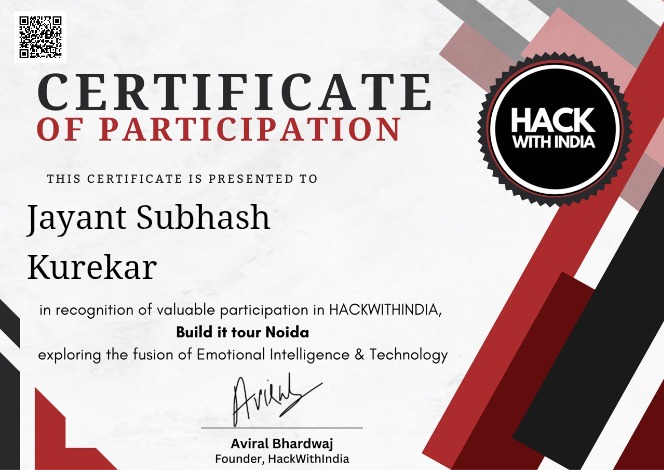 CERTIFICATE
OF PARTICIPATION
HACK
WITH INDIA
THIS CERTIFICATE IS PRESENTED TO
Jayant Subhash
Kurekar
in recognition of valuable participation in HACKWITHINDIA,
Build it tour Noida
exploring the fusion of Emotional Intelligence & Technology
Aviral
Aviral Bhardwaj
Founder, HackWithIndia